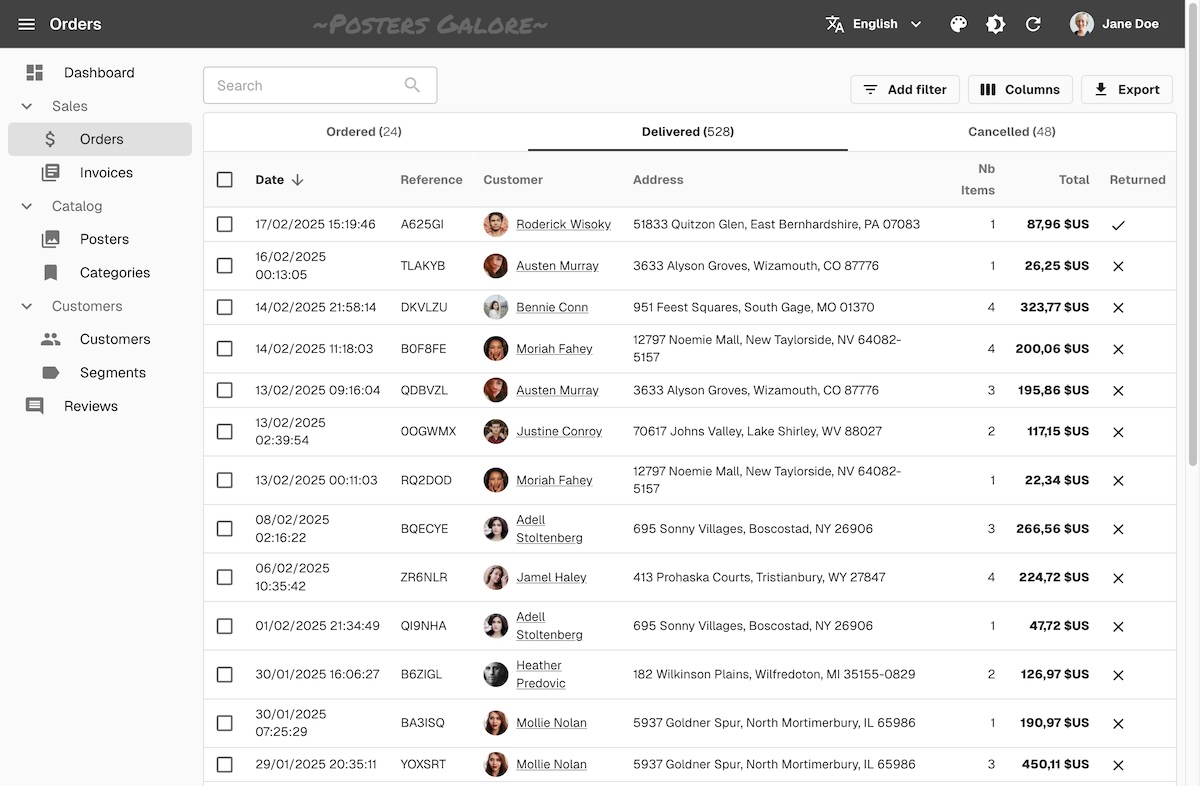 Orders
~Posters Galore~
English
Jane Doe
Dashboard
Sales
Orders
Invoices
Catalog
Posters
Categories
Customers
Customers
Segments
Reviews
Search
Add filter
Columns
Export
Ordered (24)
Delivered (528)
Cancelled (48)
Date Reference Customer Address Nb Items Total Returned
17/02/2025 15:19:46 A625GI Roderick Wisoky 51833 Quitzon Glen, East Bernhardshire, PA 07083 1 87,96 $US
16/02/2025 00:13:05 TLAKYB Austen Murray 3633 Alyson Groves, Wizamouth, CO 87776 1 26,25 $US
14/02/2025 21:58:14 DKVLZU Bennie Conn 951 Feest Squares, South Gage, MO 01370 4 323,77 $US
14/02/2025 11:18:03 B0F8FE Moriah Fahey 12797 Noemie Mall, New Taylorside, NV 64082-5157 4 200,06 $US
13/02/2025 09:16:04 QDBVZL Austen Murray 3633 Alyson Groves, Wizamouth, CO 87776 3 195,86 $US
13/02/2025 02:39:54 0OGWMX Justine Conroy 70617 Johns Valley, Lake Shirley, WV 88027 2 117,15 $US
13/02/2025 00:11:03 RQ2DOD Moriah Fahey 12797 Noemie Mall, New Taylorside, NV 64082-5157 1 22,34 $US
08/02/2025 02:16:22 BQECYE Adell Stoltenberg 695 Sonny Villages, Boscostad, NY 26906 3 266,56 $US
06/02/2025 10:35:42 ZR6NLR Jamel Haley 413 Prohaska Courts, Tristianbury, WY 27847 4 224,72 $US
01/02/2025 21:34:49 QI9NHA Adell Stoltenberg 695 Sonny Villages, Boscostad, NY 26906 1 47,72 $US
30/01/2025 16:06:27 B6ZIGL Heather Predovic 182 Wilkinson Plains, Wilfredoton, MI 35155-0829 2 126,97 $US
30/01/2025 07:25:29 BA3ISQ Mollie Nolan 5937 Goldner Spur, North Mortimerbury, IL 65986 1 190,97 $US
29/01/2025 20:35:11 YOXSRT Mollie Nolan 5937 Goldner Spur, North Mortimerbury, IL 65986 3 450,11 $US